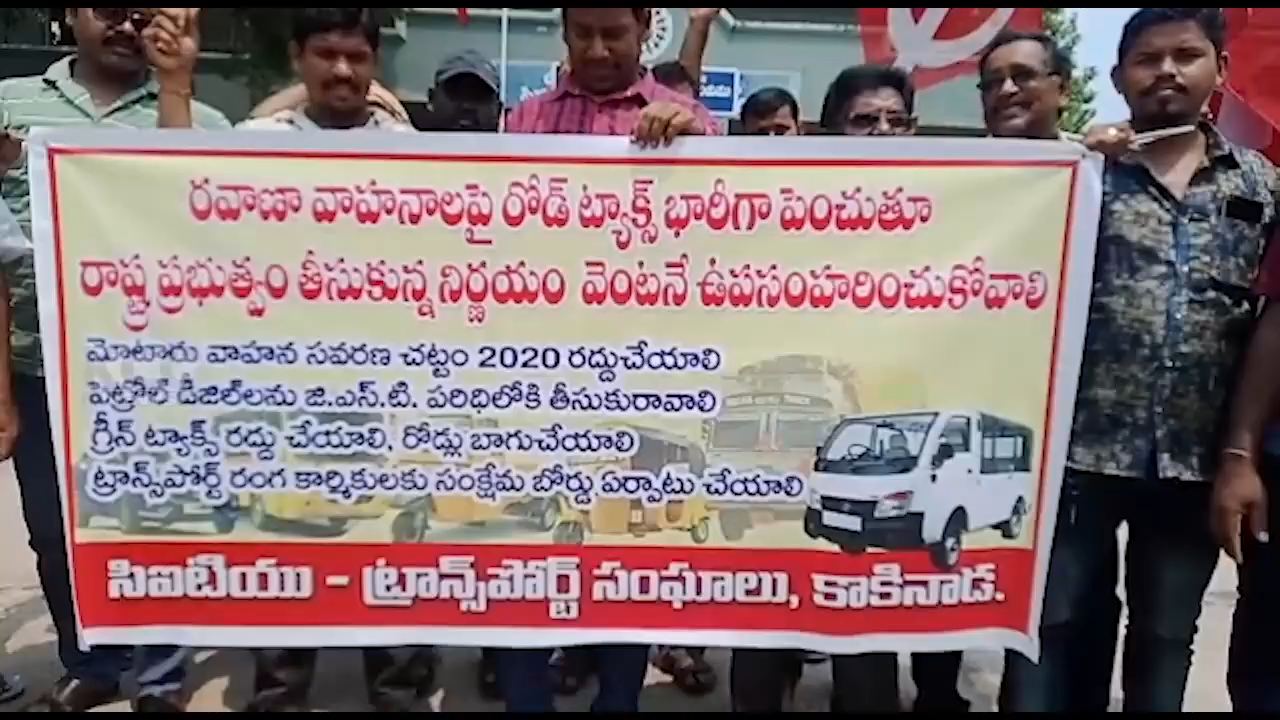 రవాణా వాహనాలపై రోడ్ ట్యాక్స్ భారీగా పెంచుతూ
రాష్ట్ర ప్రభుత్వం తీసుకున్న నిర్ణయం వెంటనే ఉపసంహరించుకోవాలి
మోటారు వాహన సవరణ చట్టం 2020 రద్దుచేయాలి
పెట్రోల్ డీజిల్‌లను జి.ఎస్.టి. పరిధిలోకి తీసుకురావాలి
గ్రీన్ ట్యాక్స్ రద్దు చేయాలి. రోడ్లు బాగుచేయాలి
ట్రాన్స్‌పోర్ట్ రంగ కార్మికులకు సంక్షేమ బోర్డు ఏర్పాటు చేయాలి
సిఐటియు - ట్రాన్స్‌పోర్ట్ సంఘాలు, కాకినాడ.